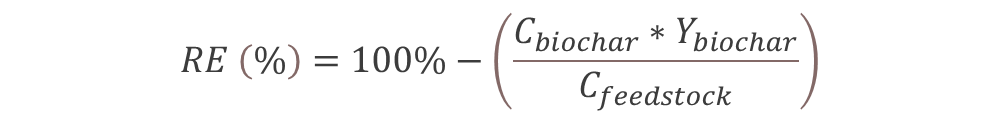 RE (%) = 100% − (C_biochar * Y_biochar / C_feedstock)